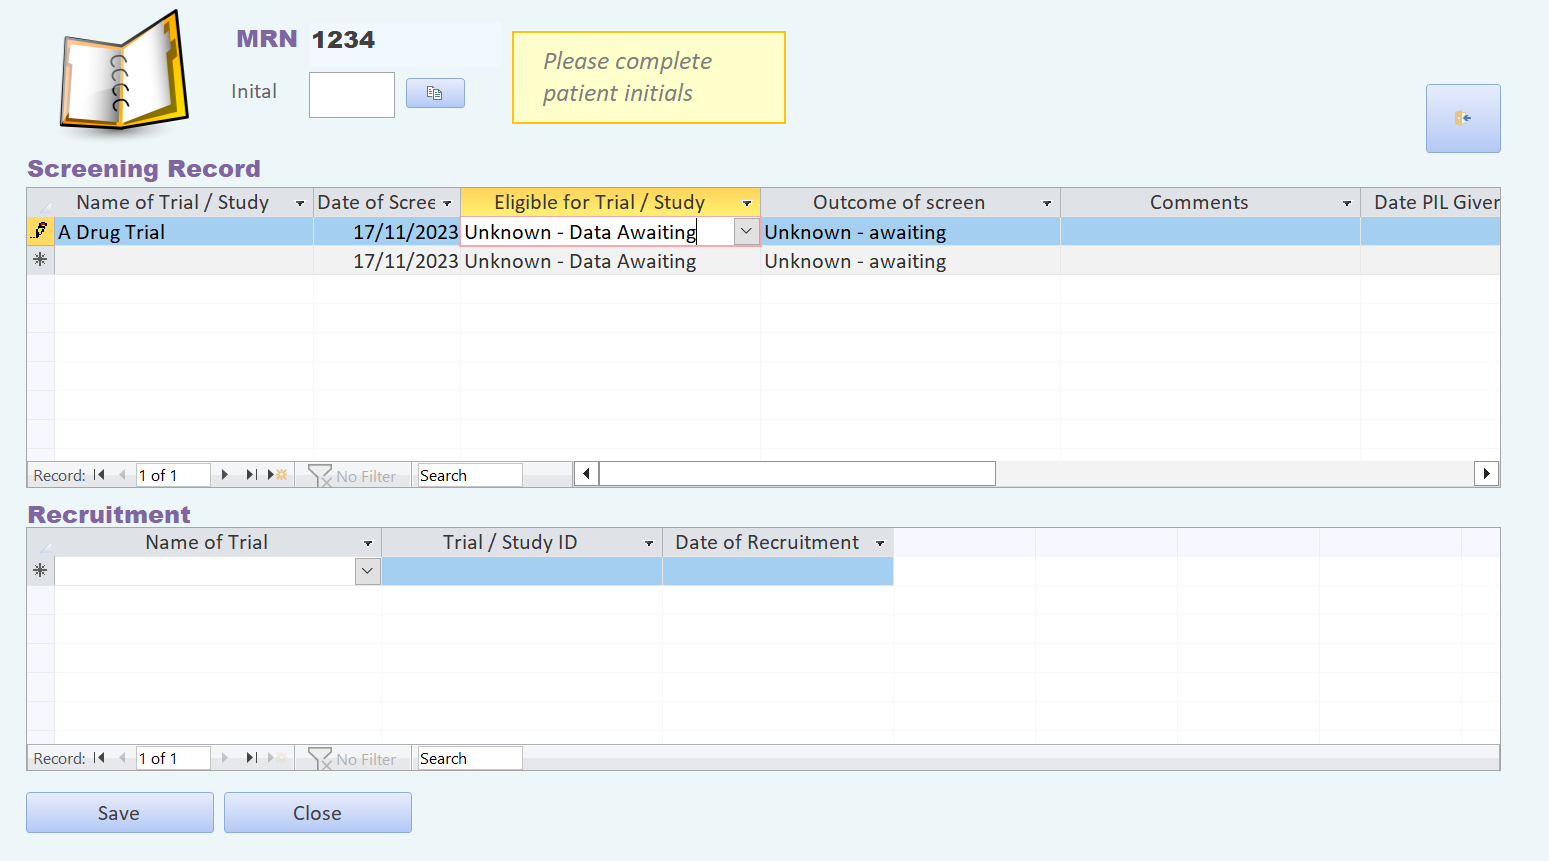 MRN 1234
Inital
Please complete
patient initials
Screening Record
Name of Trial / Study Date of Scree Eligible for Trial / Study Outcome of screen Comments Date PIL Giver
A Drug Trial 17/11/2023 Unknown - Data Awaiting Unknown - awaiting
17/11/2023 Unknown - Data Awaiting Unknown - awaiting
Record: 1 of 1 No Filter Search
Recruitment
Name of Trial Trial / Study ID Date of Recruitment
Record: 1 of 1 No Filter Search
Save Close